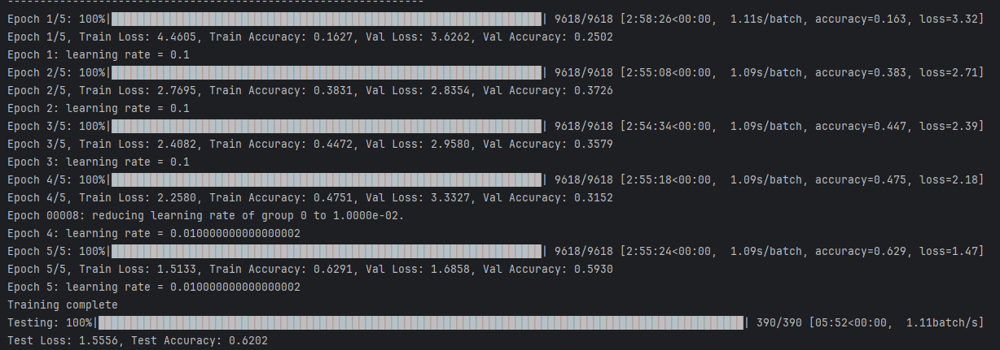 ----------------------------------------------------------------
Epoch 1/5: 100%|██████████| 9618/9618 [2:58:26<00:00,  1.11s/batch, accuracy=0.163, loss=3.32]
Epoch 1/5, Train Loss: 4.4605, Train Accuracy: 0.1627, Val Loss: 3.6262, Val Accuracy: 0.2502
Epoch 1: learning rate = 0.1
Epoch 2/5: 100%|██████████| 9618/9618 [2:55:08<00:00,  1.09s/batch, accuracy=0.383, loss=2.71]
Epoch 2/5, Train Loss: 2.7695, Train Accuracy: 0.3831, Val Loss: 2.8354, Val Accuracy: 0.3726
Epoch 2: learning rate = 0.1
Epoch 3/5: 100%|██████████| 9618/9618 [2:54:34<00:00,  1.09s/batch, accuracy=0.447, loss=2.39]
Epoch 3/5, Train Loss: 2.4082, Train Accuracy: 0.4472, Val Loss: 2.9580, Val Accuracy: 0.3579
Epoch 3: learning rate = 0.1
Epoch 4/5: 100%|██████████| 9618/9618 [2:55:18<00:00,  1.09s/batch, accuracy=0.475, loss=2.18]
Epoch 4/5, Train Loss: 2.2580, Train Accuracy: 0.4751, Val Loss: 3.3327, Val Accuracy: 0.3152
Epoch 00008: reducing learning rate of group 0 to 1.0000e-02.
Epoch 4: learning rate = 0.010000000000000002
Epoch 5/5: 100%|██████████| 9618/9618 [2:55:24<00:00,  1.09s/batch, accuracy=0.629, loss=1.47]
Epoch 5/5, Train Loss: 1.5133, Train Accuracy: 0.6291, Val Loss: 1.6858, Val Accuracy: 0.5930
Epoch 5: learning rate = 0.010000000000000002
Training complete
Testing: 100%|██████████| 390/390 [05:52<00:00,  1.11batch/s]
Test Loss: 1.5556, Test Accuracy: 0.6202